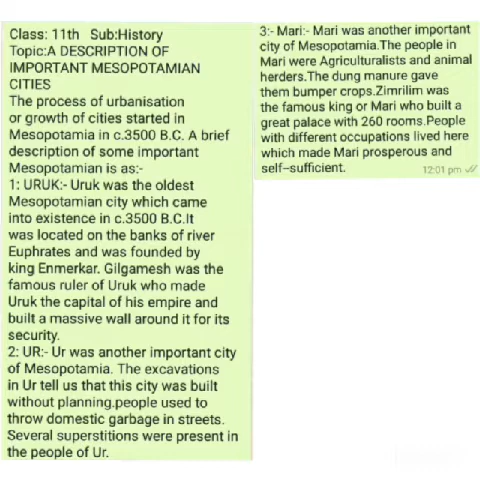 Class: 11th Sub:History
Topic:A DESCRIPTION OF
IMPORTANT MESOPOTAMIAN
CITIES
The process of urbanisation
or growth of cities started in
Mesopotamia in c.3500 B.C. A brief
description of some important
Mesopotamian is as:-
1: URUK:- Uruk was the oldest
Mesopotamian city which came
into existence in c.3500 B.C.It
was located on the banks of river
Euphrates and was founded by
king Enmerkar. Gilgamesh was the
famous ruler of Uruk who made
Uruk the capital of his empire and
built a massive wall around it for its
security.
2: UR:- Ur was another important city
of Mesopotamia. The excavations
in Ur tell us that this city was built
without planning.people used to
throw domestic garbage in streets.
Several superstitions were present in
the people of Ur.
3:- Mari:- Mari was another important
city of Mesopotamia.The people in
Mari were Agriculturalists and animal
herders.The dung manure gave
them bumper crops.Zimrilim was
the famous king or Mari who built a
great palace with 260 rooms.People
with different occupations lived here
which made Mari prosperous and
self–sufficient.
12:01 pm